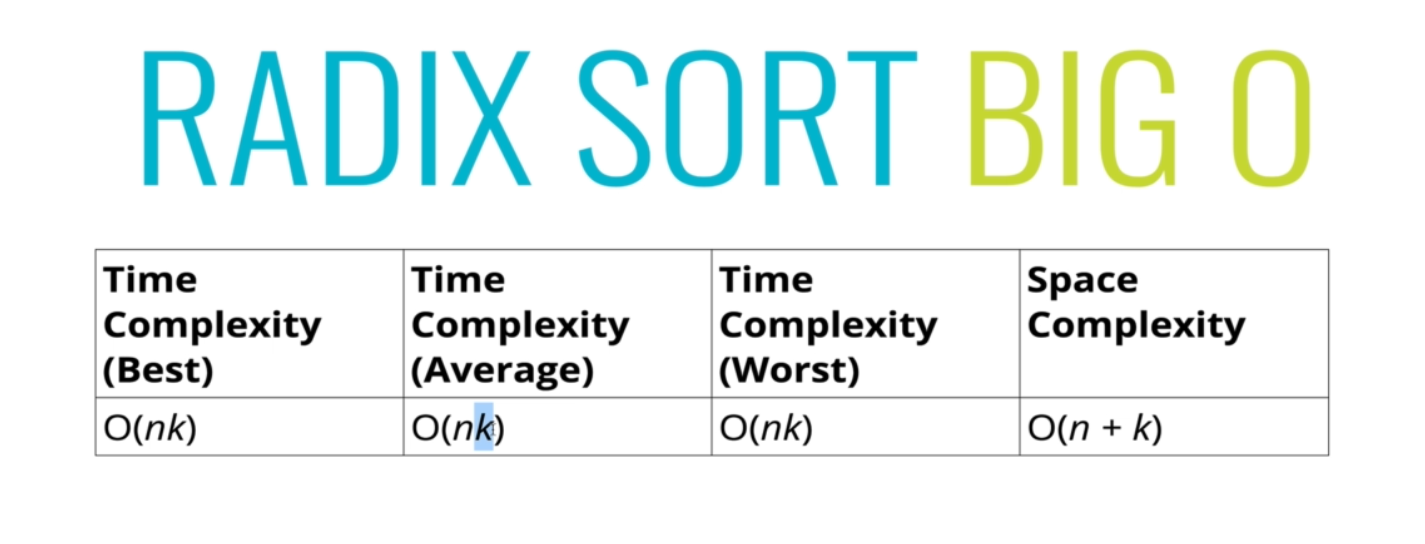 RADIX SORT BIG O
Time
Complexity
(Best)
Time
Complexity
(Average)
Time
Complexity
(Worst)
Space
Complexity
O(nk)
O(nk)
O(nk)
O(n + k)